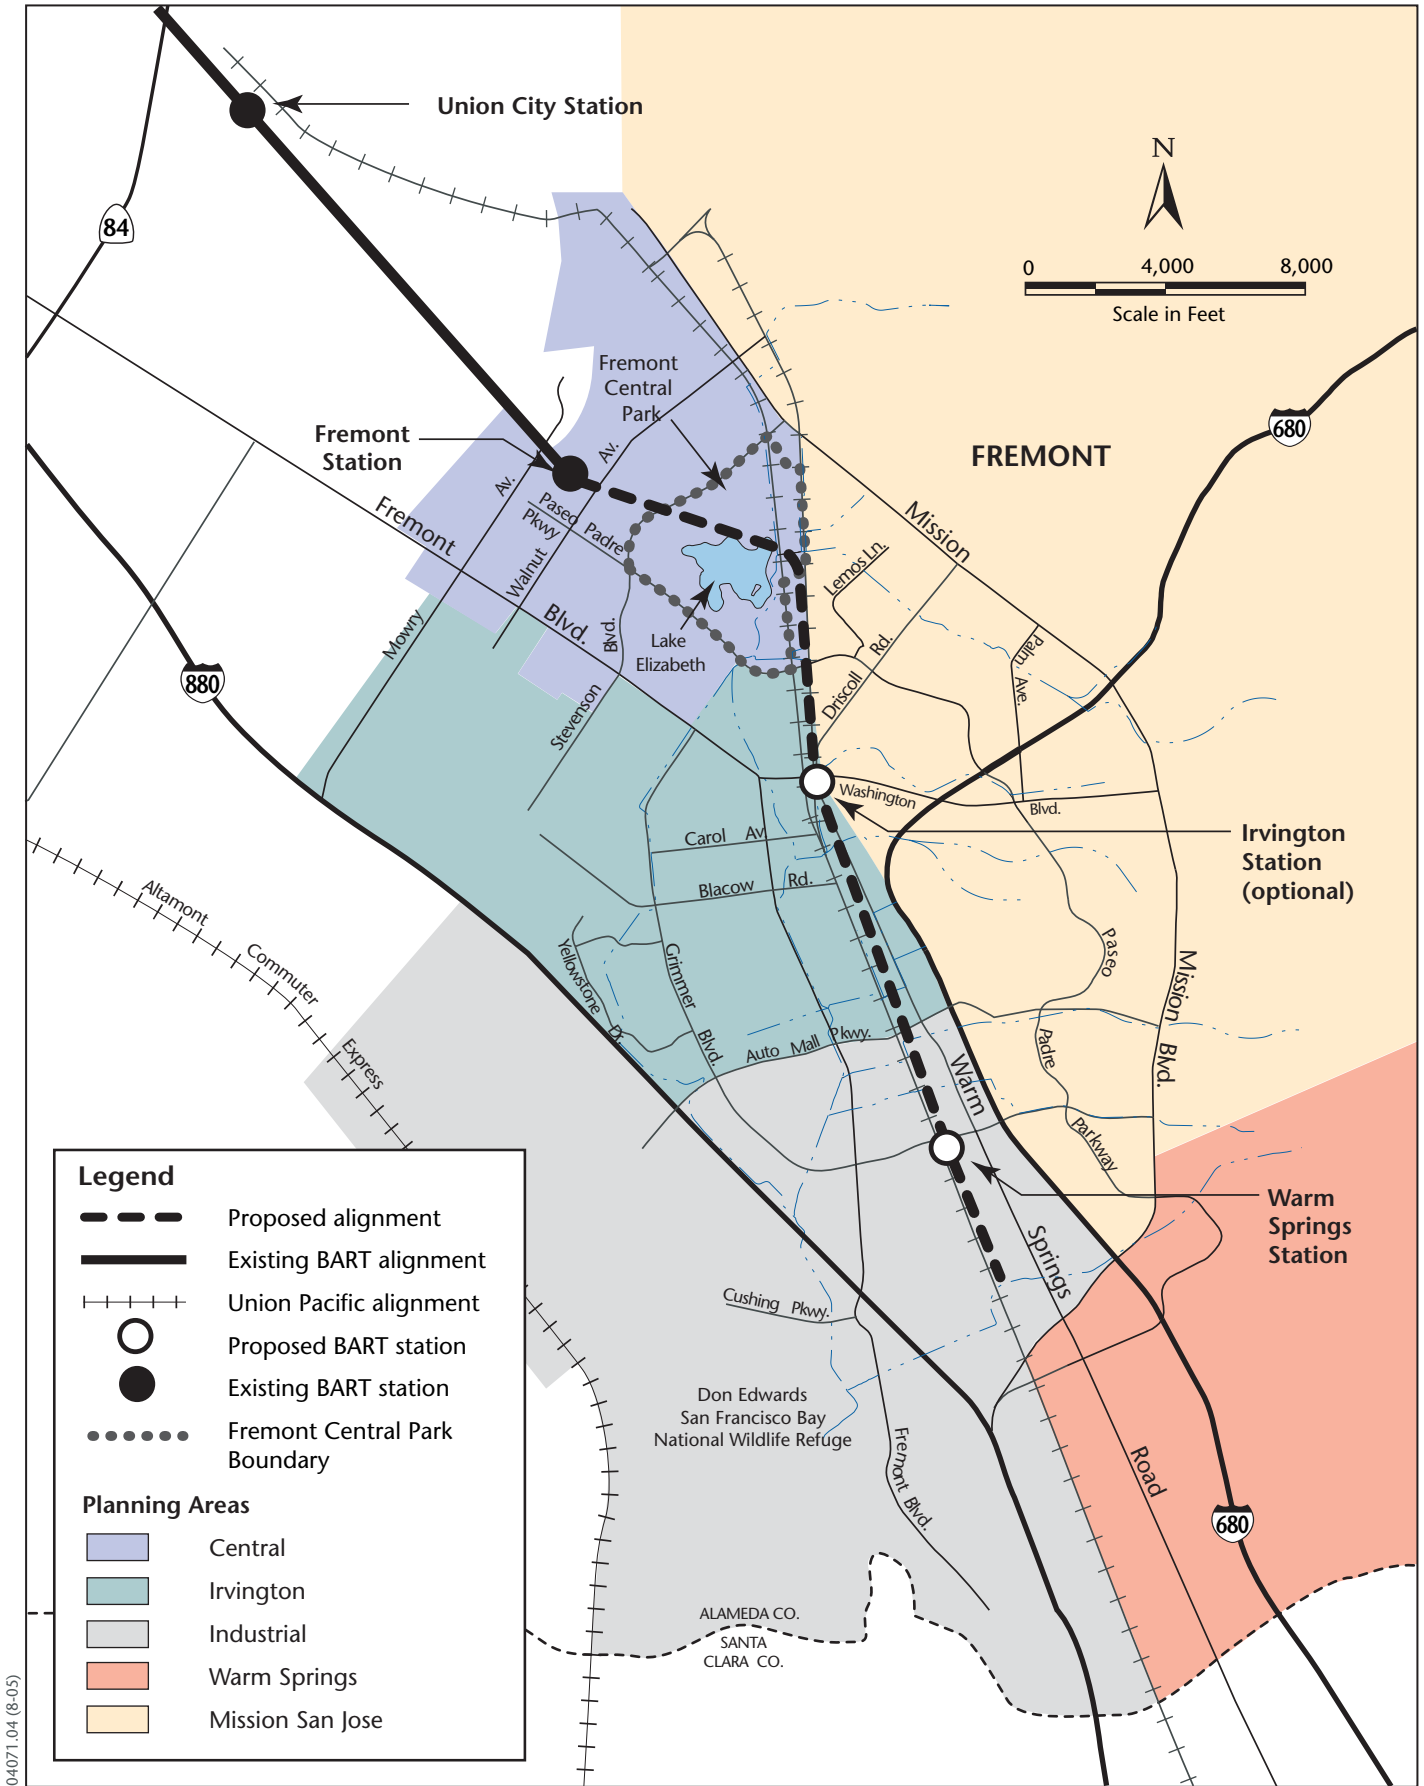 Union City Station
N
84
0 4,000 8,000
Scale in Feet
Fremont
Central
Park
680
Fremont
Station
FREMONT
Av.
Av.
Paseo Padre
Pkwy
Fremont
Blvd.
Walnut
Mission
Lemos Ln.
Mowry
Blvd.
Stevenson
Lake
Elizabeth
Rd.
Driscoll
Palm
Ave.
880
Washington
Blvd.
Carol Av.
Blacow Rd.
Irvington
Station
(optional)
Altamont
Commuter
Express
Yellowstone
Dr.
Grimmer
Blvd.
Auto Mall Pkwy.
Paseo
Padre
Parkway
Mission
Blvd.
Warm
Springs
Road
Warm
Springs
Station
Cushing Pkwy.
Don Edwards
San Francisco Bay
National Wildlife Refuge
Fremont Blvd.
680
ALAMEDA CO.
SANTA
CLARA CO.
Legend
Proposed alignment
Existing BART alignment
Union Pacific alignment
Proposed BART station
Existing BART station
Fremont Central Park
Boundary
Planning Areas
Central
Irvington
Industrial
Warm Springs
Mission San Jose
04071.04 (8-05)